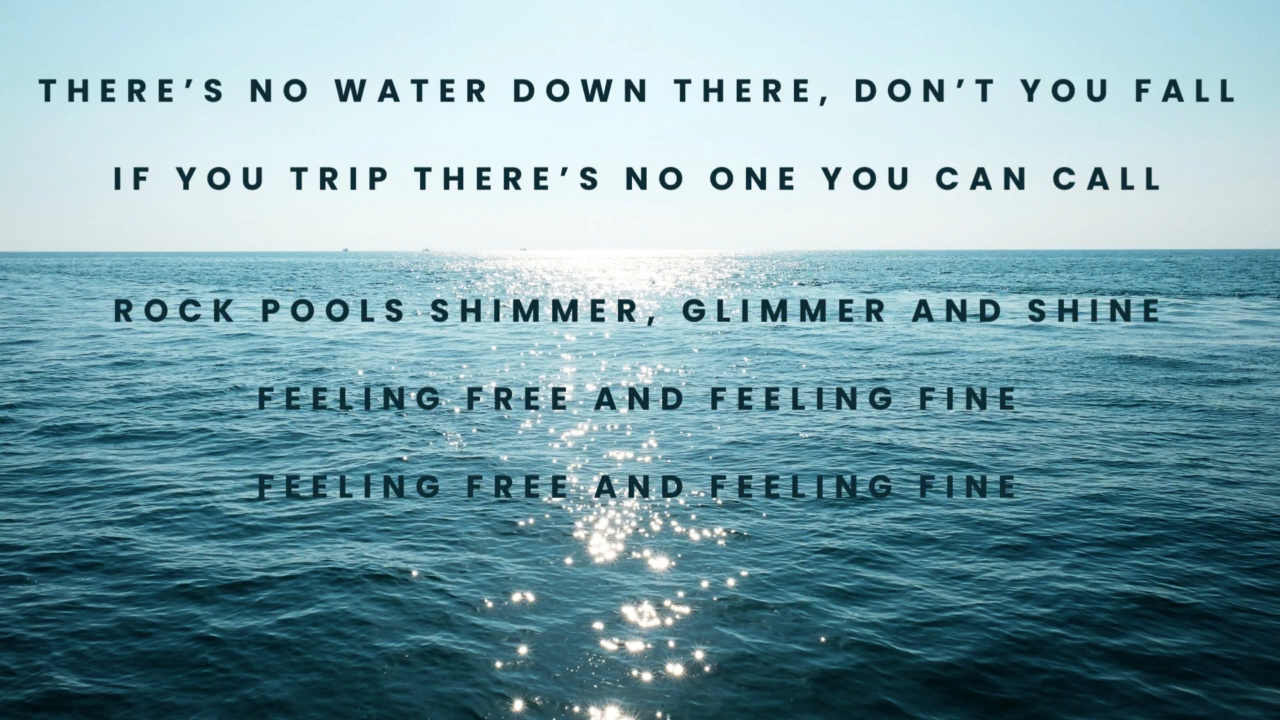 THERE’S NO WATER DOWN THERE, DON’T YOU FALL
IF YOU TRIP THERE’S NO ONE YOU CAN CALL
ROCK POOLS SHIMMER, GLIMMER AND SHINE
FEELING FREE AND FEELING FINE
FEELING FREE AND FEELING FINE